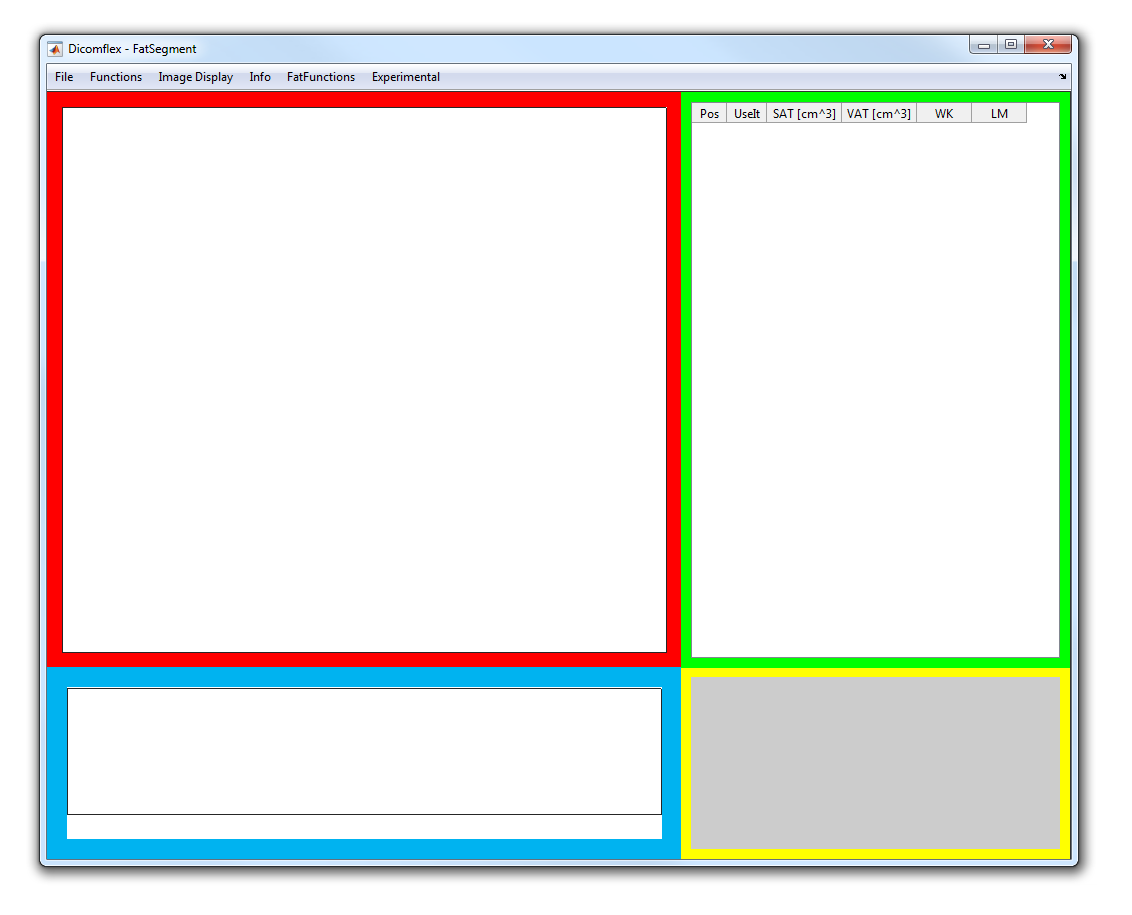 Dicomflex - FatSegment
File Functions Image Display Info FatFunctions Experimental
Pos UseIt SAT [cm^3] VAT [cm^3] WK LM